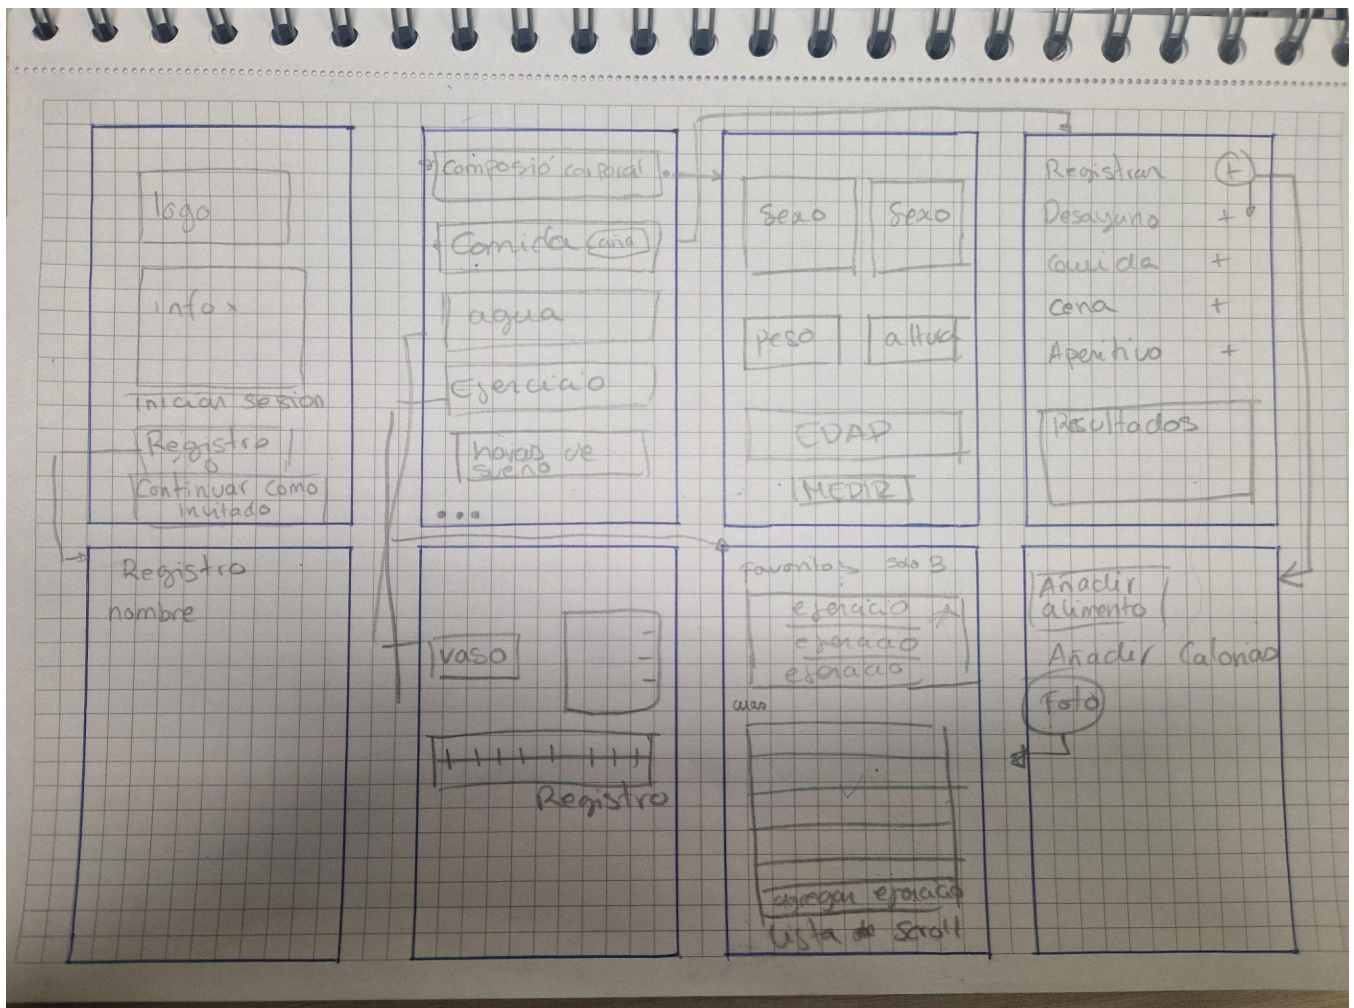 logo
info
Iniciar sesion
Registro
o
Continuar como
invitado
Composió corporal
Comida
agua
Ejercicio
horas de
sueño
...
Sexo
Sexo
peso
altura
EDAD
MEDIR
Registrar +
Desayuno +
Comida +
Cena +
Aperitivo +
Resultados
Registro
nombre
vaso
Registro
favoritos solo 3
ejercicio
ejercicio
ejercicio
agregar ejercicio
lista de scroll
Añadir
alimento
Añadir Calorias
Foto